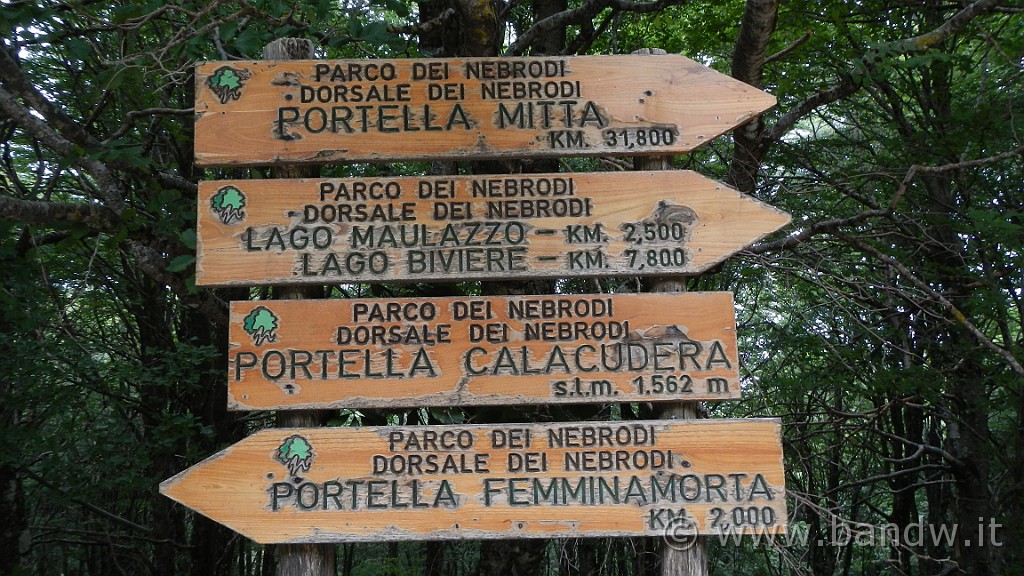 PARCO DEI NEBRODI
DORSALE DEI NEBRODI
PORTELLA MITTA
KM. 31,800
PARCO DEI NEBRODI
DORSALE DEI NEBRODI
LAGO MAULAZZO - KM. 2,500
LAGO BIVIERE - KM. 7,800
PARCO DEI NEBRODI
DORSALE DEI NEBRODI
PORTELLA CALACUDERA
s.l.m. 1.562 m
PARCO DEI NEBRODI
DORSALE DEI NEBRODI
PORTELLA FEMMINAMORTA
KM. 2,000
© www.bandw.it